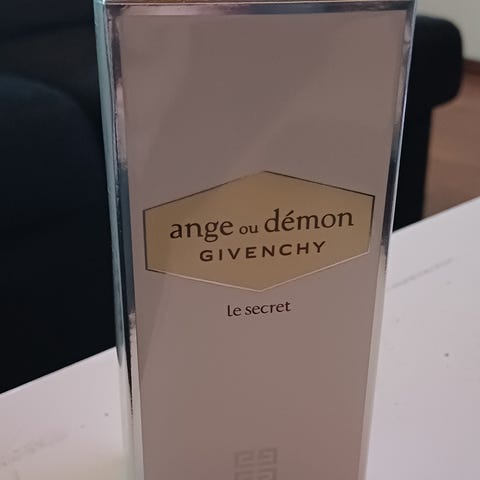 ange ou démon
GIVENCHY
Le secret